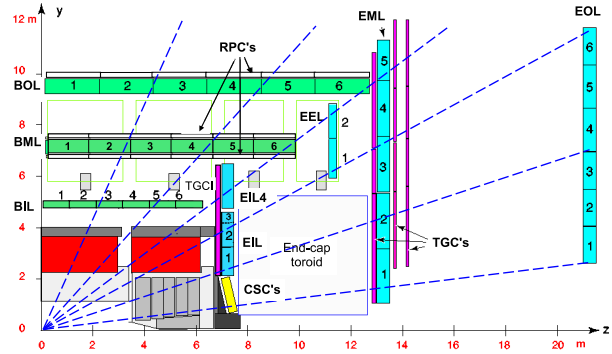 12 m
y
EML
EOL
RPC's
10
BOL
1 2 3 4 5 6
5
6
8
EEL
2
5
4
BML
1 2 3 4 5 6
1
4
6
TGCI
3
1 2 3 4 5 6
EIL4
3
BIL
3
2
4
EIL
2
2
End-cap
toroid
TGC's
1
1
2
CSC's
1
0
z
0 2 4 6 8 10 12 14 16 18 20 m